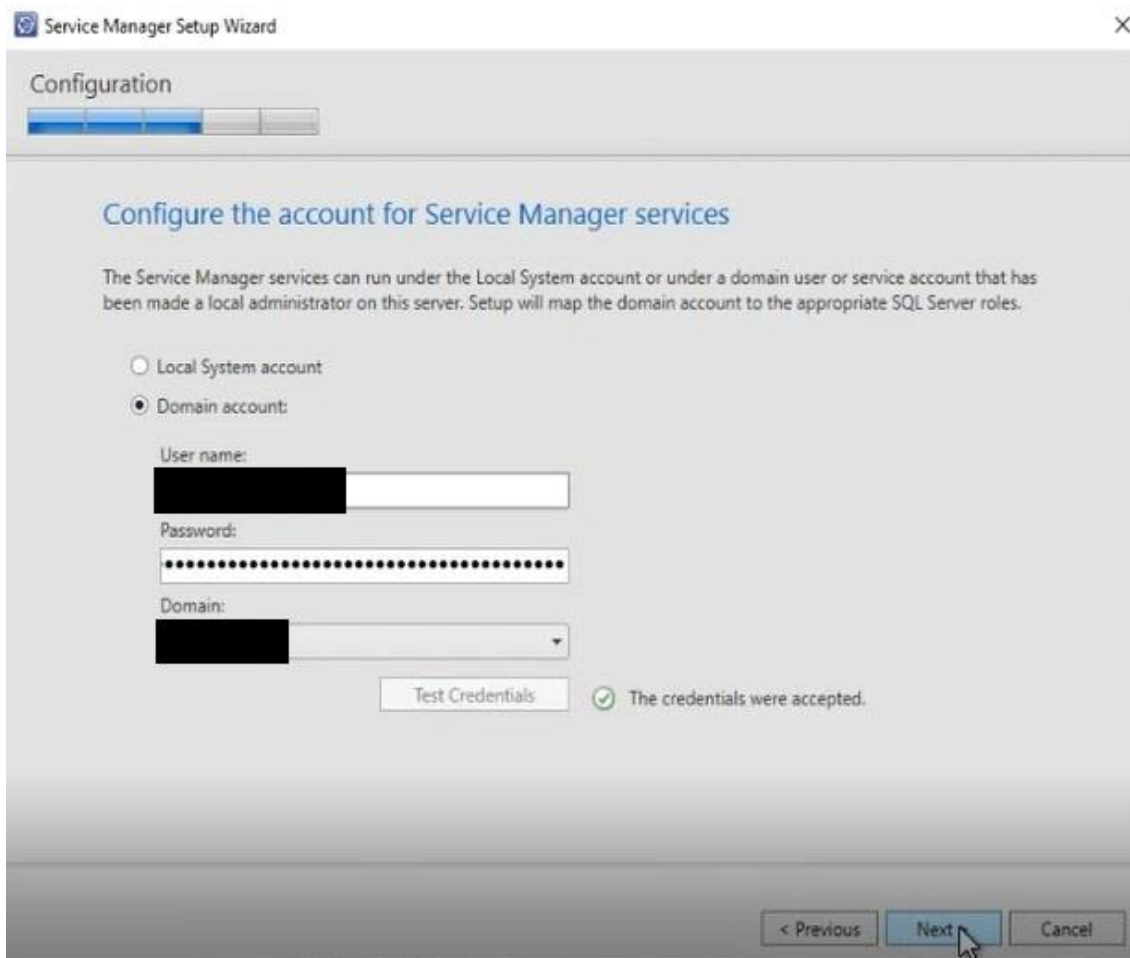 Service Manager Setup Wizard
Configuration
Configure the account for Service Manager services
The Service Manager services can run under the Local System account or under a domain user or service account that has
been made a local administrator on this server. Setup will map the domain account to the appropriate SQL Server roles.
Local System account
Domain account:
User name:
Password:
Domain:
Test Credentials
The credentials were accepted.
< Previous
Next
Cancel